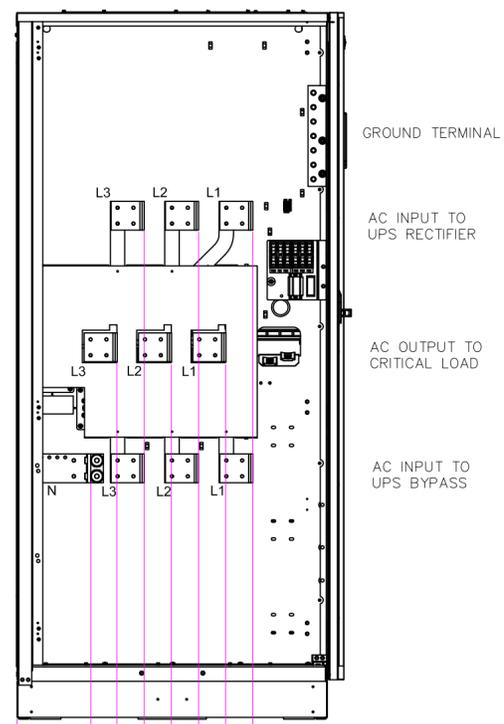 GROUND TERMINAL
L3 L2 L1
AC INPUT TO
UPS RECTIFIER
L3 L2 L1
AC OUTPUT TO
CRITICAL LOAD
N L3 L2 L1
AC INPUT TO
UPS BYPASS